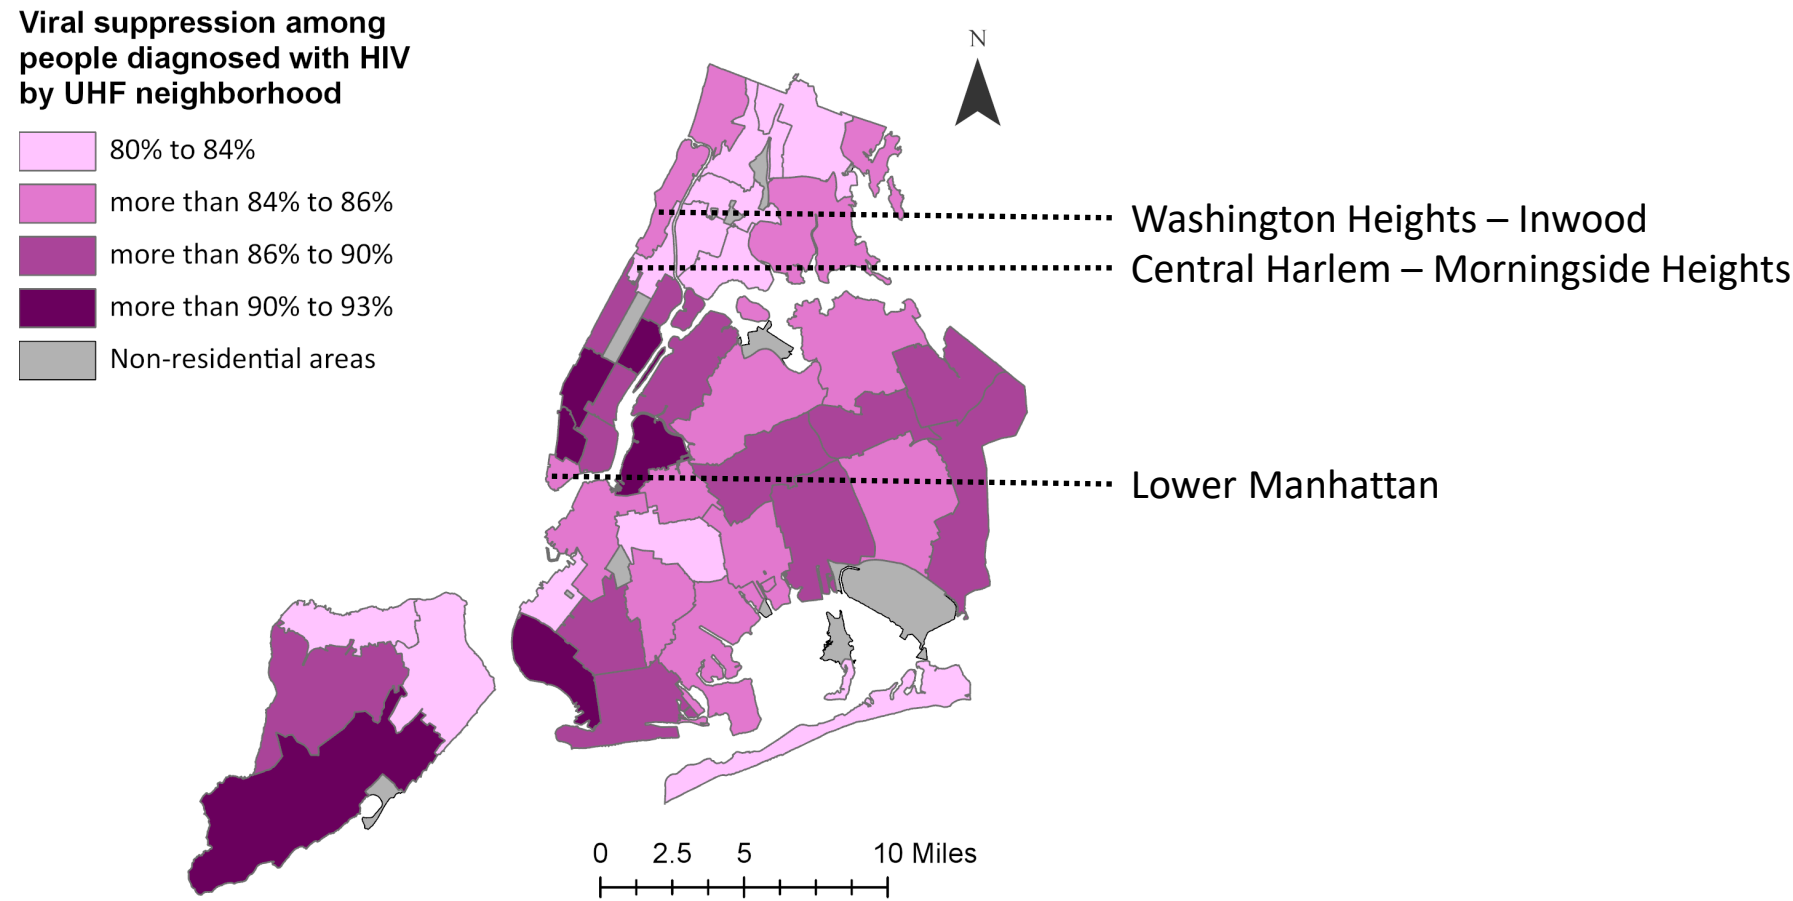 Viral suppression among
people diagnosed with HIV
by UHF neighborhood
80% to 84%
more than 84% to 86%
more than 86% to 90%
more than 90% to 93%
Non-residential areas
N
Washington Heights – Inwood
Central Harlem – Morningside Heights
Lower Manhattan
0 2.5 5 10 Miles